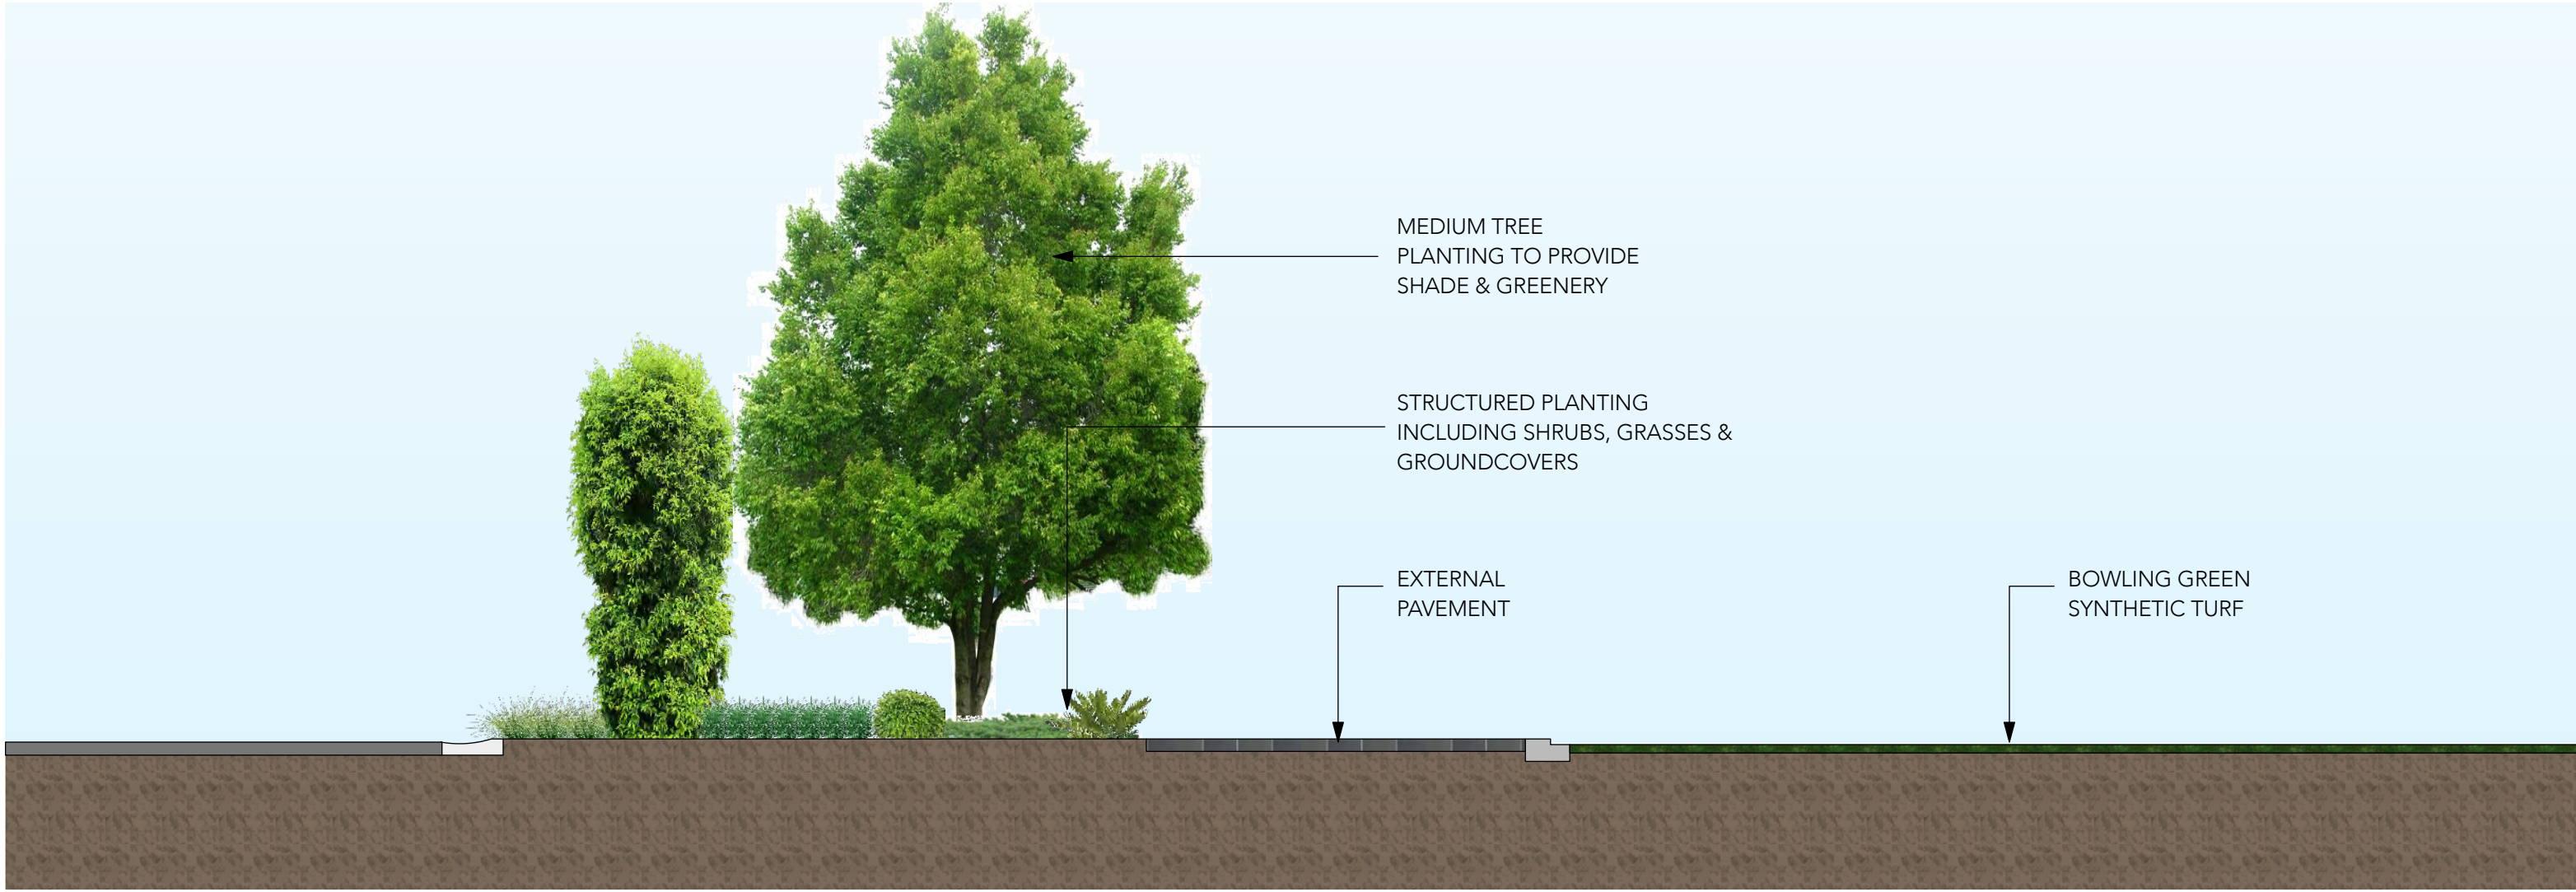 MEDIUM TREE
PLANTING TO PROVIDE
SHADE & GREENERY
STRUCTURED PLANTING
INCLUDING SHRUBS, GRASSES &
GROUNDCOVERS
EXTERNAL
PAVEMENT
BOWLING GREEN
SYNTHETIC TURF